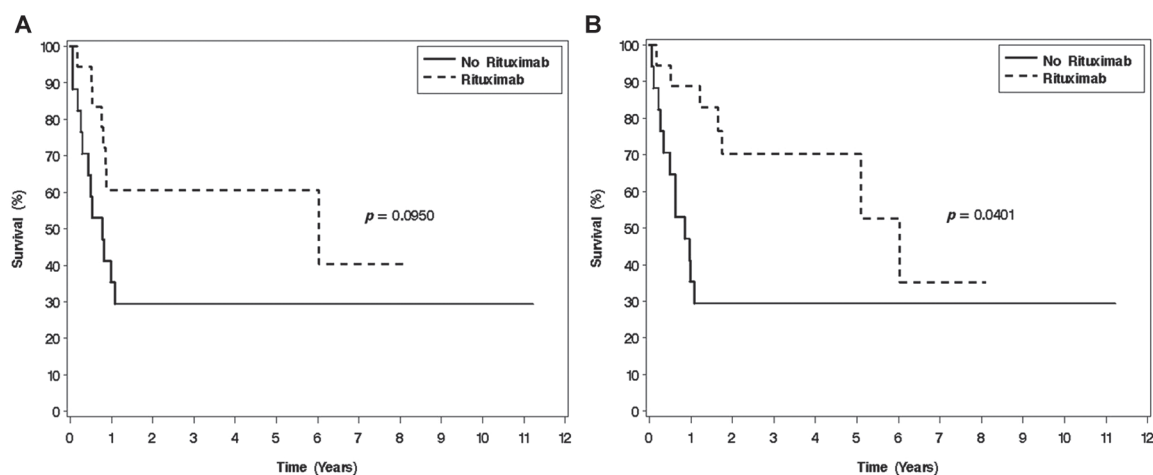 A
No Rituximab
Rituximab
100
90
80
70
60
50
40
30
20
10
0
Survival (%)
p = 0.0950
0 1 2 3 4 5 6 7 8 9 10 11 12
Time (Years)
B
No Rituximab
Rituximab
100
90
80
70
60
50
40
30
20
10
0
Survival (%)
p = 0.0401
0 1 2 3 4 5 6 7 8 9 10 11 12
Time (Years)